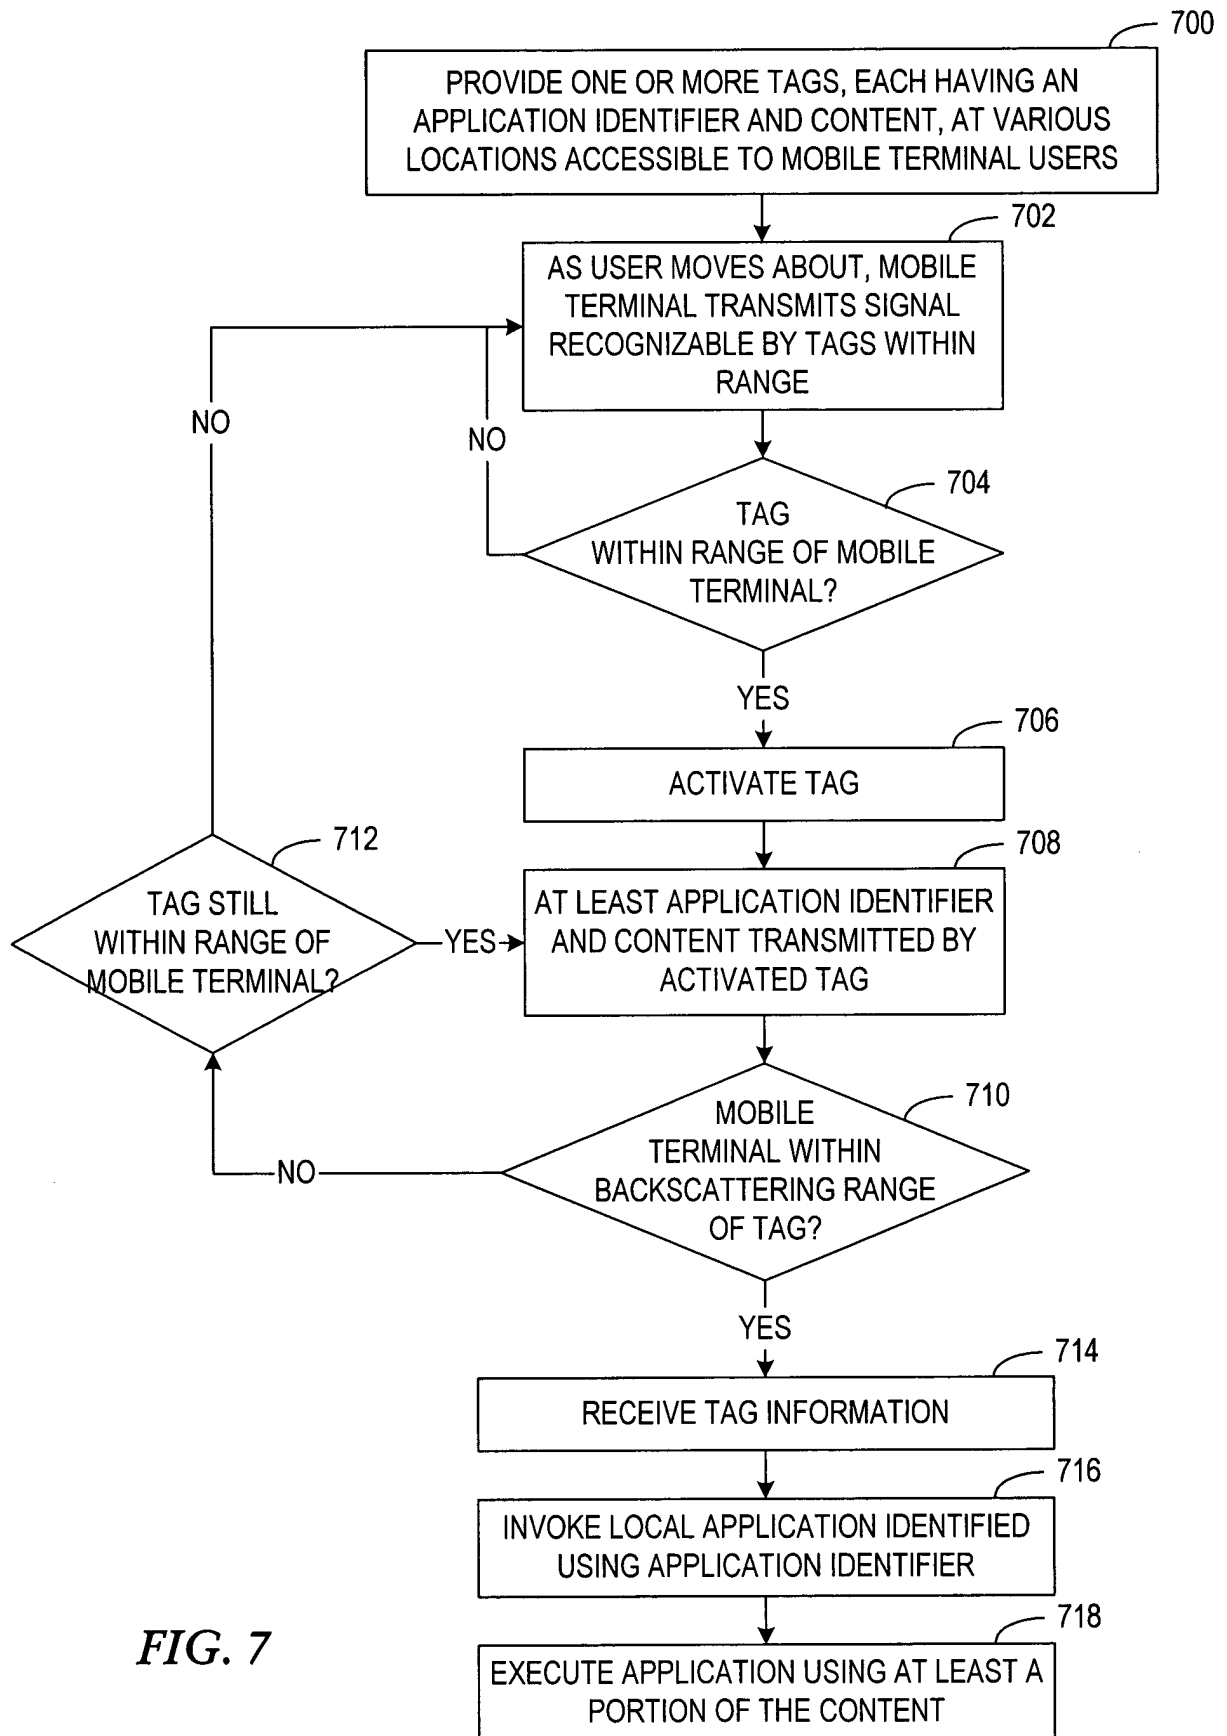 700
PROVIDE ONE OR MORE TAGS, EACH HAVING AN
APPLICATION IDENTIFIER AND CONTENT, AT VARIOUS
LOCATIONS ACCESSIBLE TO MOBILE TERMINAL USERS
702
AS USER MOVES ABOUT, MOBILE
TERMINAL TRANSMITS SIGNAL
RECOGNIZABLE BY TAGS WITHIN
RANGE
NO
NO
704
TAG
WITHIN RANGE OF MOBILE
TERMINAL?
YES
706
ACTIVATE TAG
712
TAG STILL
WITHIN RANGE OF
MOBILE TERMINAL?
YES
708
AT LEAST APPLICATION IDENTIFIER
AND CONTENT TRANSMITTED BY
ACTIVATED TAG
710
MOBILE
TERMINAL WITHIN
BACKSCATTERING RANGE
OF TAG?
NO
YES
714
RECEIVE TAG INFORMATION
716
INVOKE LOCAL APPLICATION IDENTIFIED
USING APPLICATION IDENTIFIER
718
EXECUTE APPLICATION USING AT LEAST A
PORTION OF THE CONTENT
FIG. 7